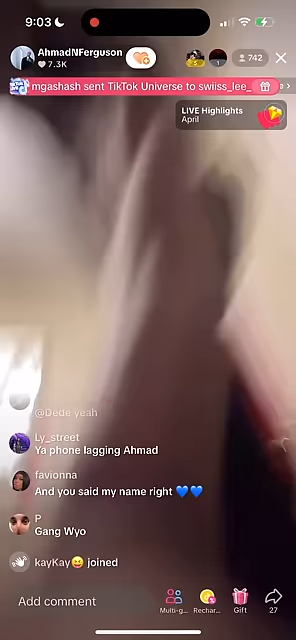 9:03
AhmadNFerguson
7.3K
742
mgashash sent TikTok Universe to swiiss_lee_
LIVE Highlights
April
@Dede yeah
Ly_street
Ya phone lagging Ahmad
favionna
And you said my name right 💙💙
P
Gang Wyo
kayKay😝 joined
Add comment
Multi-g...
Rechar...
Gift
27